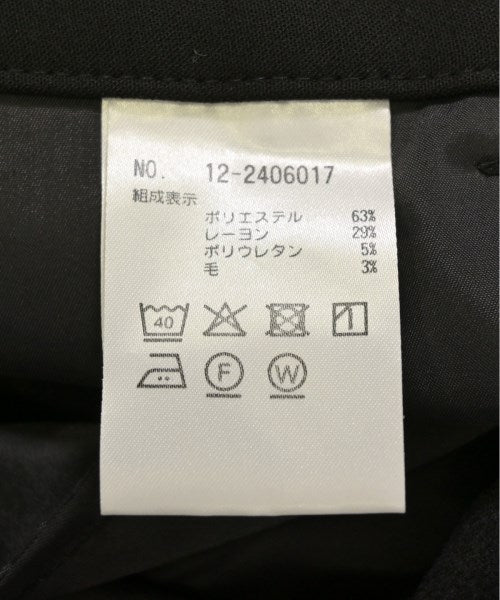 NO. 12-2406017
組成表示
ポリエステル 63%
レーヨン 29%
ポリウレタン 5%
毛 3%
40
F W